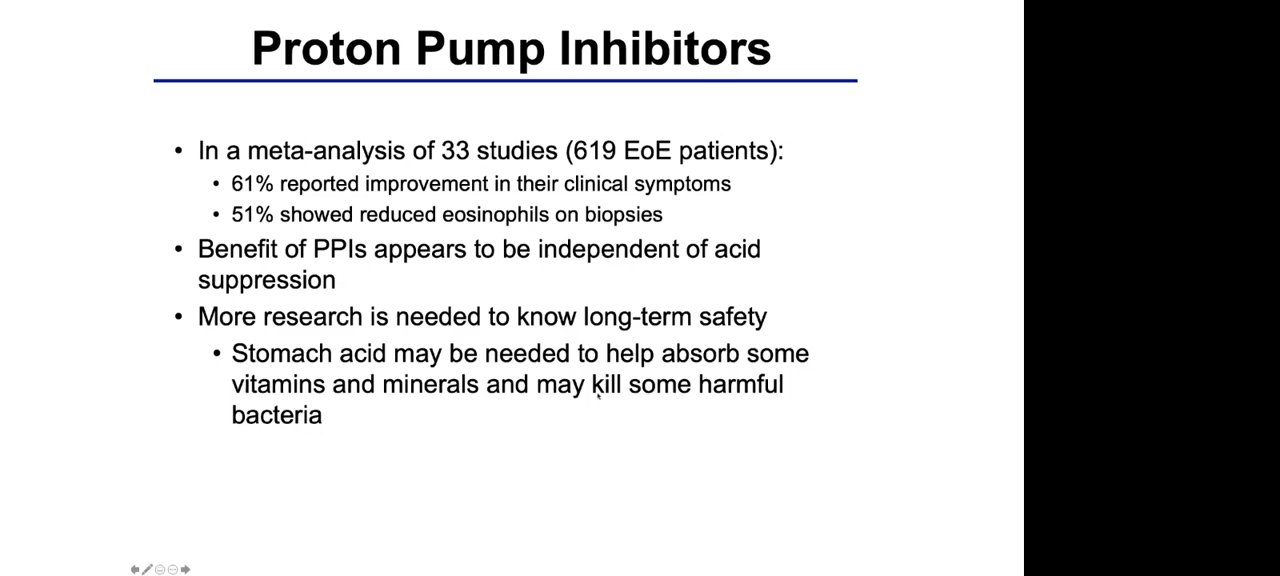 Proton Pump Inhibitors
• In a meta-analysis of 33 studies (619 EoE patients):
• 61% reported improvement in their clinical symptoms
• 51% showed reduced eosinophils on biopsies
• Benefit of PPIs appears to be independent of acid
suppression
• More research is needed to know long-term safety
• Stomach acid may be needed to help absorb some
vitamins and minerals and may kill some harmful
bacteria